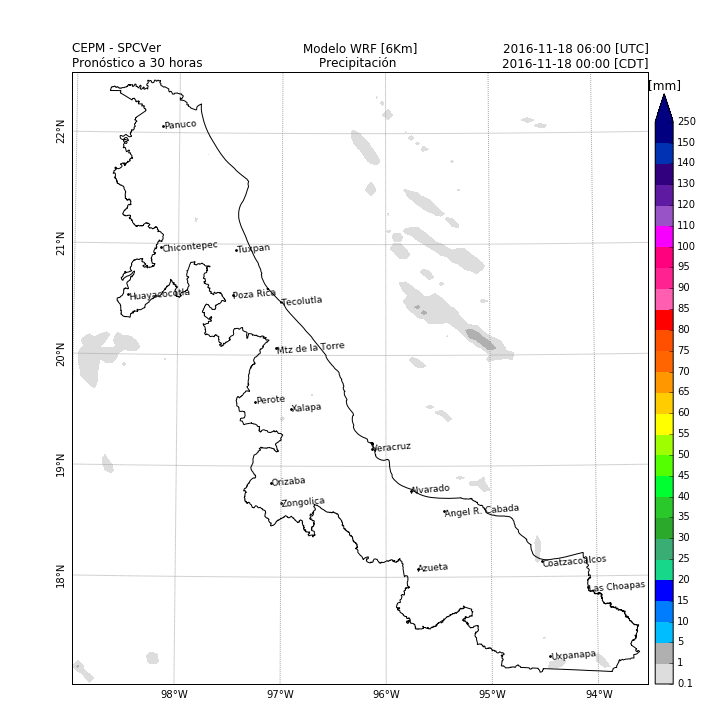 CEPM - SPCVer
Modelo WRF [6Km]
2016-11-18 06:00 [UTC]
Pronóstico a 30 horas
Precipitación
2016-11-18 00:00 [CDT]
[mm]
250
150
140
130
120
110
100
95
90
85
80
75
70
65
60
55
50
45
40
35
30
25
20
15
10
5
1
0.1
22°N
21°N
20°N
19°N
18°N
Panuco
Chicontepec
Tuxpan
Huayacocotla
Poza Rica
Tecolutla
Mtz de la Torre
Perote
Xalapa
Veracruz
Orizaba
Alvarado
Zongolica
Angel R. Cabada
Azueta
Coatzacoalcos
Las Choapas
Uxpanapa
98°W
97°W
96°W
95°W
94°W